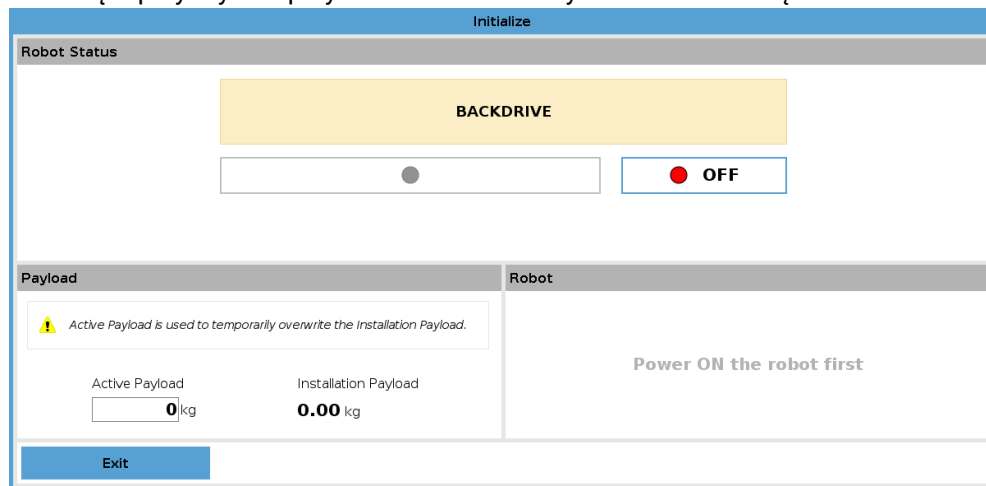 Initialize
Robot Status
BACKDRIVE
OFF
Payload
Robot
Active Payload is used to temporarily overwrite the Installation Payload.
Power ON the robot first
Active Payload
Installation Payload
0 kg
0.00 kg
Exit